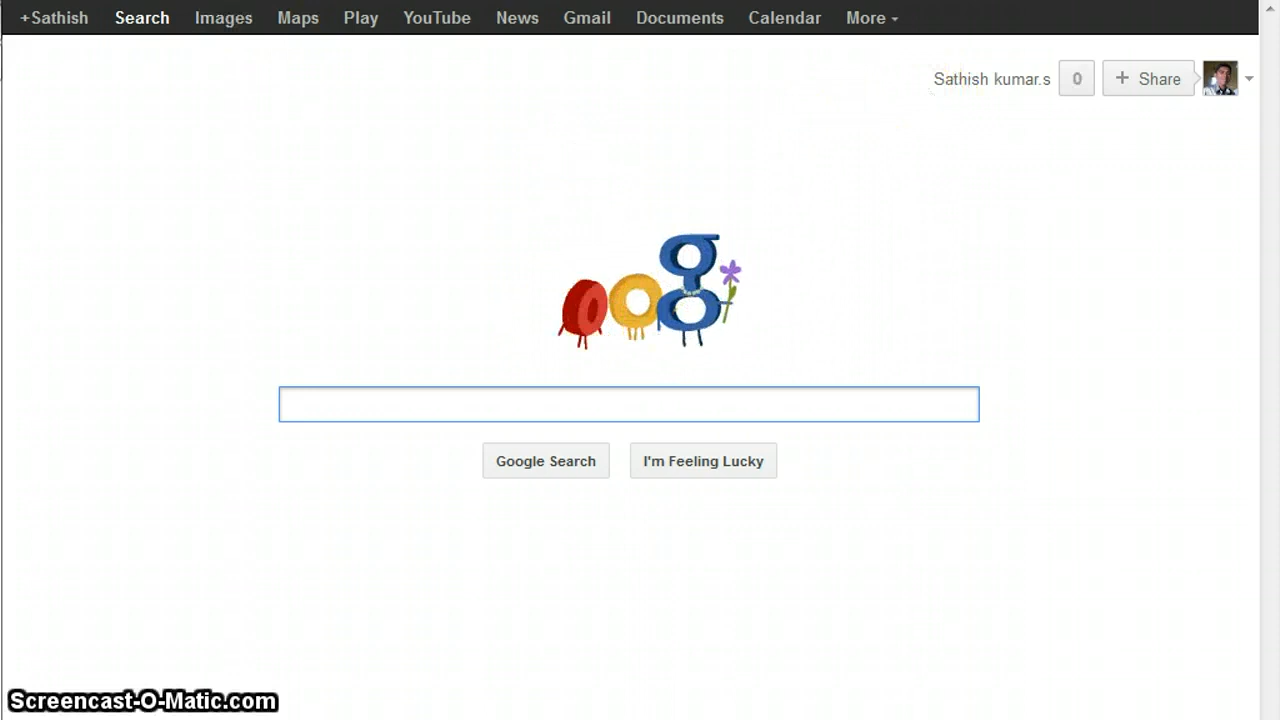 +Sathish Search Images Maps Play YouTube News Gmail Documents Calendar More
Sathish kumar.s 0 + Share
oog
Google Search I'm Feeling Lucky
Screencast-O-Matic.com